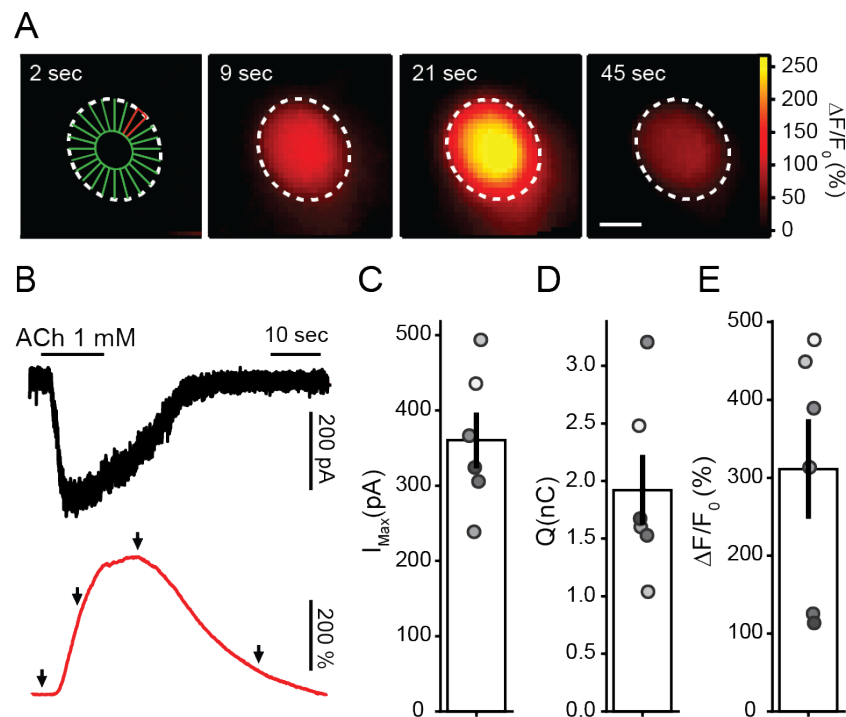 A
2 sec
9 sec
21 sec
45 sec
250
200
150
100
50
0
ΔF/F₀ (%)
B
ACh 1 mM
10 sec
200 pA
200 %
C
500
400
300
200
100
0
I_Max(pA)
D
3.0
2.5
2.0
1.5
1.0
0.5
0.0
Q(nC)
E
500
400
300
200
100
0
ΔF/F₀ (%)